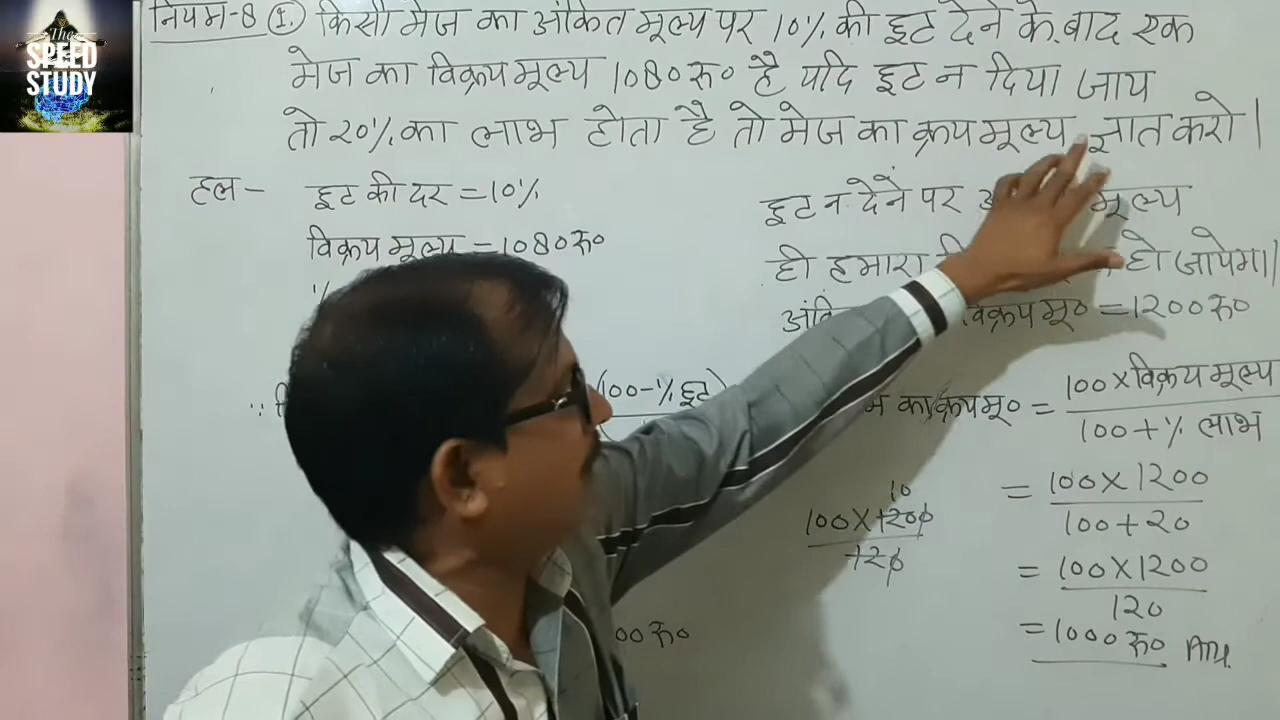 The
SPEED
STUDY
नियम-8 (I.) किसी मेज का अंकित मूल्य पर 10% की छूट देने के बाद एक
मेज का विक्रय मूल्य 1080 रु० है यदि छूट न दिया जाय
तो 20% का लाभ होता है तो मेज का क्रय मूल्य ज्ञात करो |
हल - छूट की दर = 10%
विक्रय मूल्य = 1080 रु०
(100 - % छूट)
00 रु०
छूट न देने पर मूल्य
ही हमारा हो जायेगा |
विक्रय मू० = 1200 रु०
का क्रय मू० = 100 × विक्रय मूल्य
100 + % लाभ
= 100 × 1200
100 + 20
= 100 × 1200
120
= 1000 रु० Ans.
10
100 × 1200
120